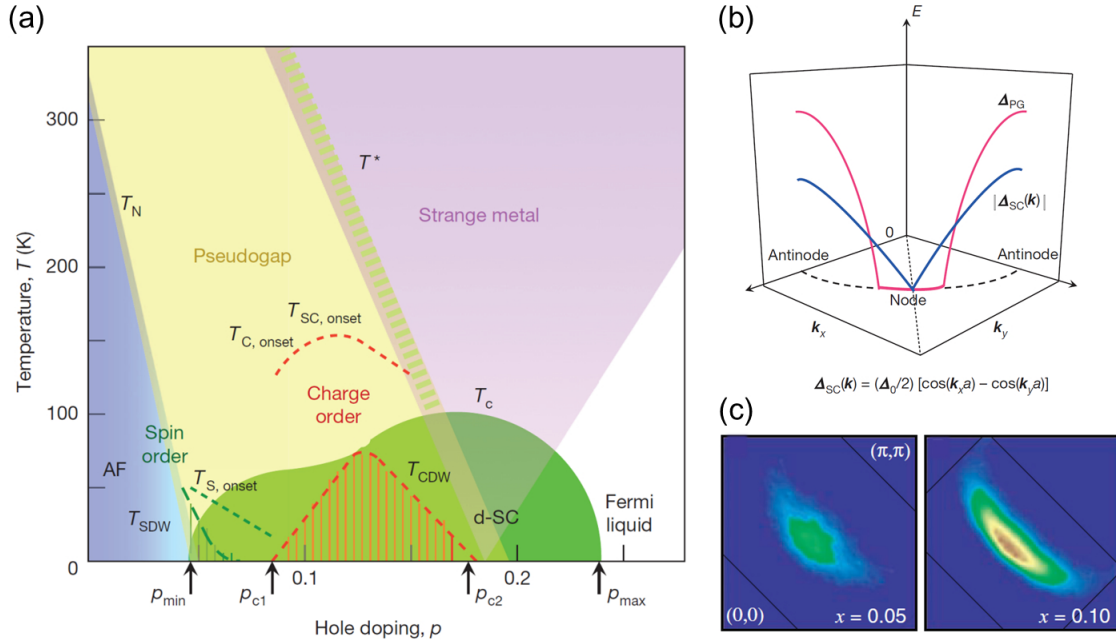 (a)
Temperature, T (K)
300
200
100
0
T_N
Pseudogap
T*
Strange metal
T_SC, onset
T_C, onset
Charge
order
T_c
Spin
order
AF
T_S, onset
T_CDW
T_SDW
d-SC
Fermi
liquid
0.1
0.2
p_min
p_c1
p_c2
p_max
Hole doping, p
(b)
E
Δ_PG
|Δ_SC(k)|
0
Antinode
Antinode
Node
k_x
k_y
Δ_SC(k) = (Δ_0/2) [cos(k_xa) − cos(k_ya)]
(c)
(π,π)
(0,0)
x = 0.05
x = 0.10